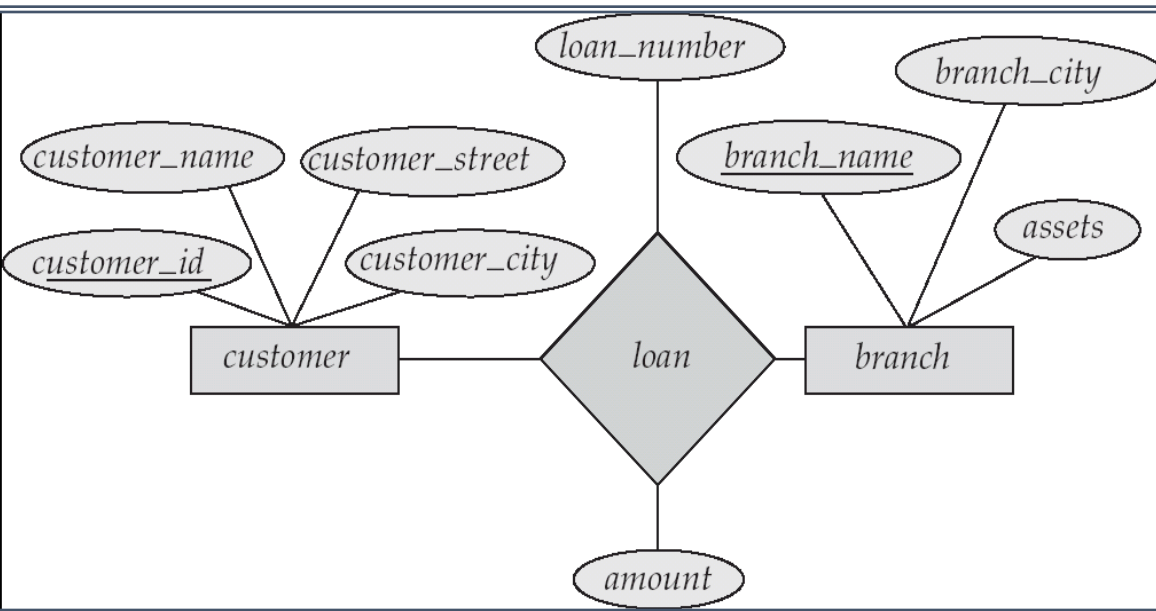 loan_number
branch_city
customer_name
customer_street
branch_name
assets
customer_id
customer_city
customer
loan
branch
amount